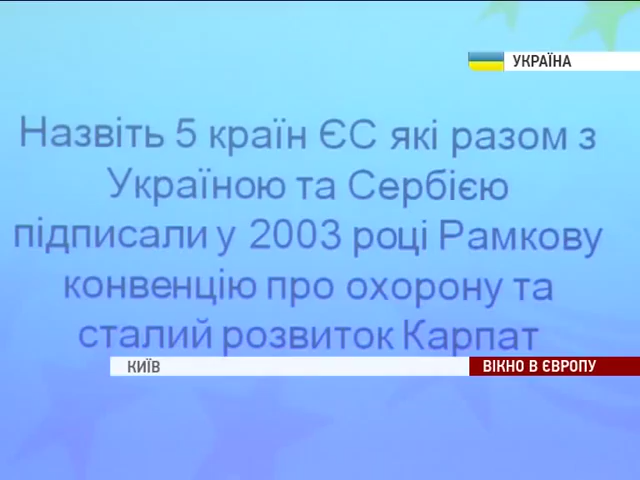 УКРАЇНА
Назвіть 5 країн ЄС які разом з
Україною та Сербією
підписали у 2003 році Рамкову
конвенцію про охорону та
сталий розвиток Карпат
КИЇВ
ВІКНО В ЄВРОПУ